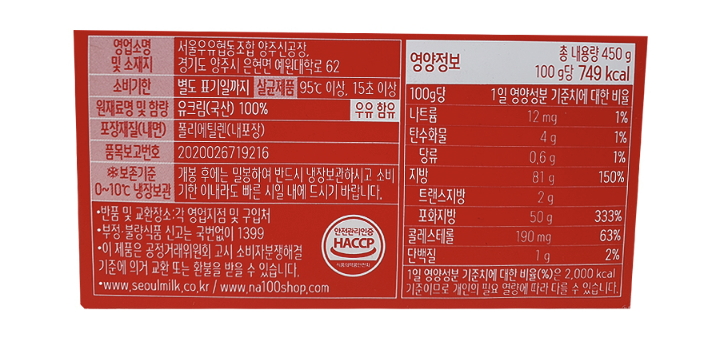 영업소명 및 소재지 서울우유협동조합 양주신공장, 경기도 양주시 은현면 예원대학로 62
소비기한 별도 표기일까지 살균제품 95℃ 이상, 15초 이상
원재료명 및 함량 유크림(국산) 100% 우유 함유
포장재질(내면) 폴리에틸렌(내포장)
품목보고번호 2020026719216
보존기준 0~10℃ 냉장보관 개봉 후에는 밀봉하여 반드시 냉장보관하시고 소비기한 이내라도 빠른 시일 내에 드시기 바랍니다.
•반품 및 교환장소:각 영업지점 및 구입처
•부정·불량식품 신고는 국번없이 1399
•이 제품은 공정거래위원회 고시 소비자분쟁해결
기준에 의거 교환 또는 환불을 받을 수 있습니다.
•www.seoulmilk.co.kr / www.na100shop.com
안전관리인증
HACCP
영양정보
총 내용량 450 g
100 g당 749 kcal
100g당 1일 영양성분 기준치에 대한 비율
나트륨 12 mg 1%
탄수화물 4 g 1%
당류 0.6 g 1%
지방 81 g 150%
트랜스지방 2 g
포화지방 50 g 333%
콜레스테롤 190 mg 63%
단백질 1 g 2%
1일 영양성분 기준치에 대한 비율(%)은 2,000 kcal
기준이므로 개인의 필요 열량에 따라 다를 수 있습니다.